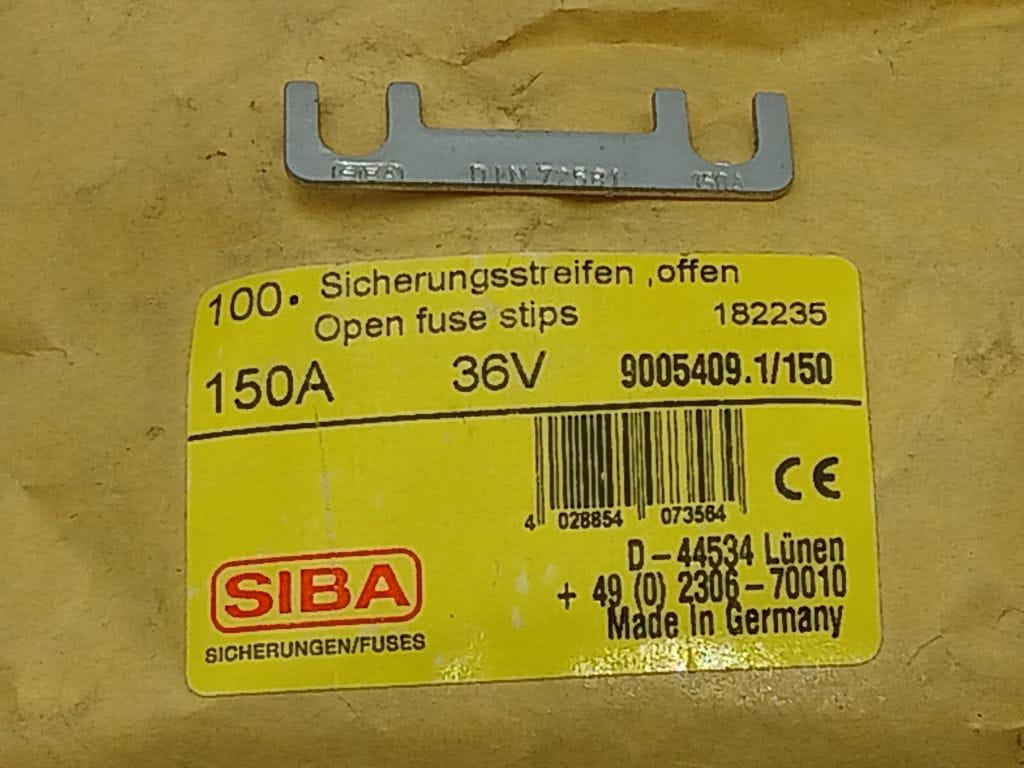 SIBA DIN 72581 150A
100. Sicherungsstreifen ,offen
Open fuse stips 182235
150A 36V 9005409.1/150
CE
4 028854 073564
D-44534 Lünen
+ 49 (0) 2306-70010
Made In Germany
SIBA
SICHERUNGEN/FUSES